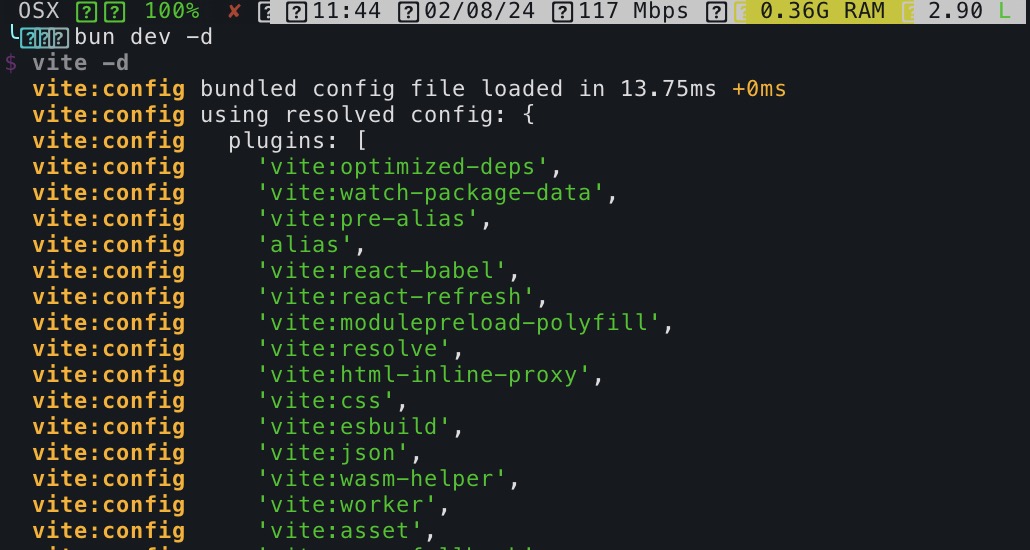 OSX 100% ✘ 11:44 02/08/24 117 Mbps 0.36G RAM 2.90 L
bun dev -d
$ vite -d
vite:config bundled config file loaded in 13.75ms +0ms
vite:config using resolved config: {
vite:config plugins: [
vite:config 'vite:optimized-deps',
vite:config 'vite:watch-package-data',
vite:config 'vite:pre-alias',
vite:config 'alias',
vite:config 'vite:react-babel',
vite:config 'vite:react-refresh',
vite:config 'vite:modulepreload-polyfill',
vite:config 'vite:resolve',
vite:config 'vite:html-inline-proxy',
vite:config 'vite:css',
vite:config 'vite:esbuild',
vite:config 'vite:json',
vite:config 'vite:wasm-helper',
vite:config 'vite:worker',
vite:config 'vite:asset',